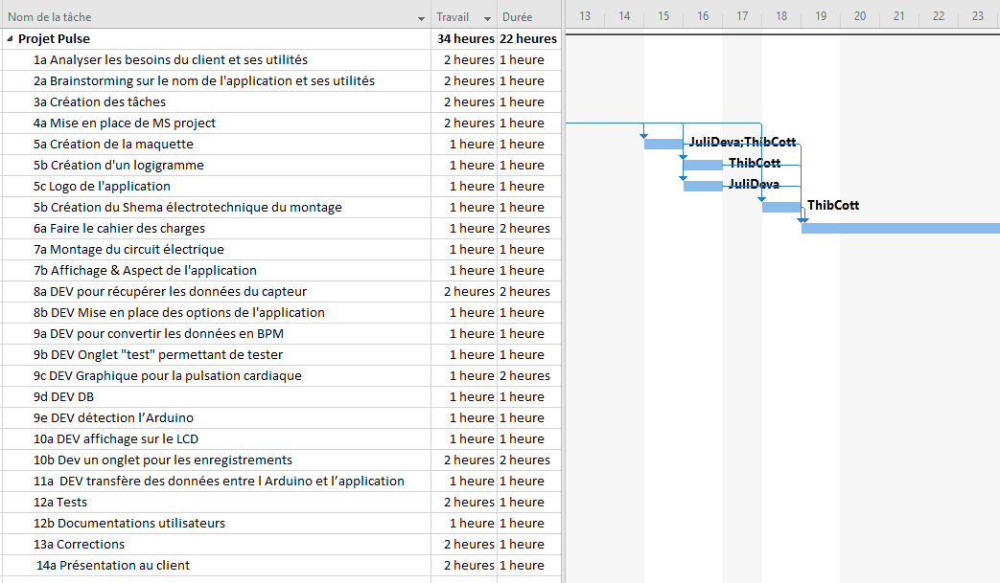 Nom de la tâche Travail Durée 13 14 15 16 17 18 19 20 21 22 23
Projet Pulse 34 heures 22 heures
1a Analyser les besoins du client et ses utilités 2 heures 1 heure
2a Brainstorming sur le nom de l'application et ses utilités 2 heures 1 heure
3a Création des tâches 2 heures 1 heure
4a Mise en place de MS project 2 heures 1 heure
5a Création de la maquette 1 heure 1 heure JuliDeva;ThibCott
5b Création d'un logigramme 1 heure 1 heure ThibCott
5c Logo de l'application 1 heure 1 heure JuliDeva
5b Création du Shema électrotechnique du montage 1 heure 1 heure ThibCott
6a Faire le cahier des charges 1 heure 2 heures
7a Montage du circuit électrique 1 heure 1 heure
7b Affichage & Aspect de l'application 1 heure 1 heure
8a DEV pour récupérer les données du capteur 2 heures 2 heures
8b DEV Mise en place des options de l'application 1 heure 1 heure
9a DEV pour convertir les données en BPM 1 heure 1 heure
9b DEV Onglet "test" permettant de tester 1 heure 1 heure
9c DEV Graphique pour la pulsation cardiaque 1 heure 2 heures
9d DEV DB 1 heure 1 heure
9e DEV détection l’Arduino 1 heure 1 heure
10a DEV affichage sur le LCD 1 heure 1 heure
10b Dev un onglet pour les enregistrements 2 heures 2 heures
11a  DEV transfère des données entre l Arduino et l’application 1 heure 1 heure
12a Tests 2 heures 1 heure
12b Documentations utilisateurs 1 heure 1 heure
13a Corrections 2 heures 1 heure
14a Présentation au client 2 heures 1 heure